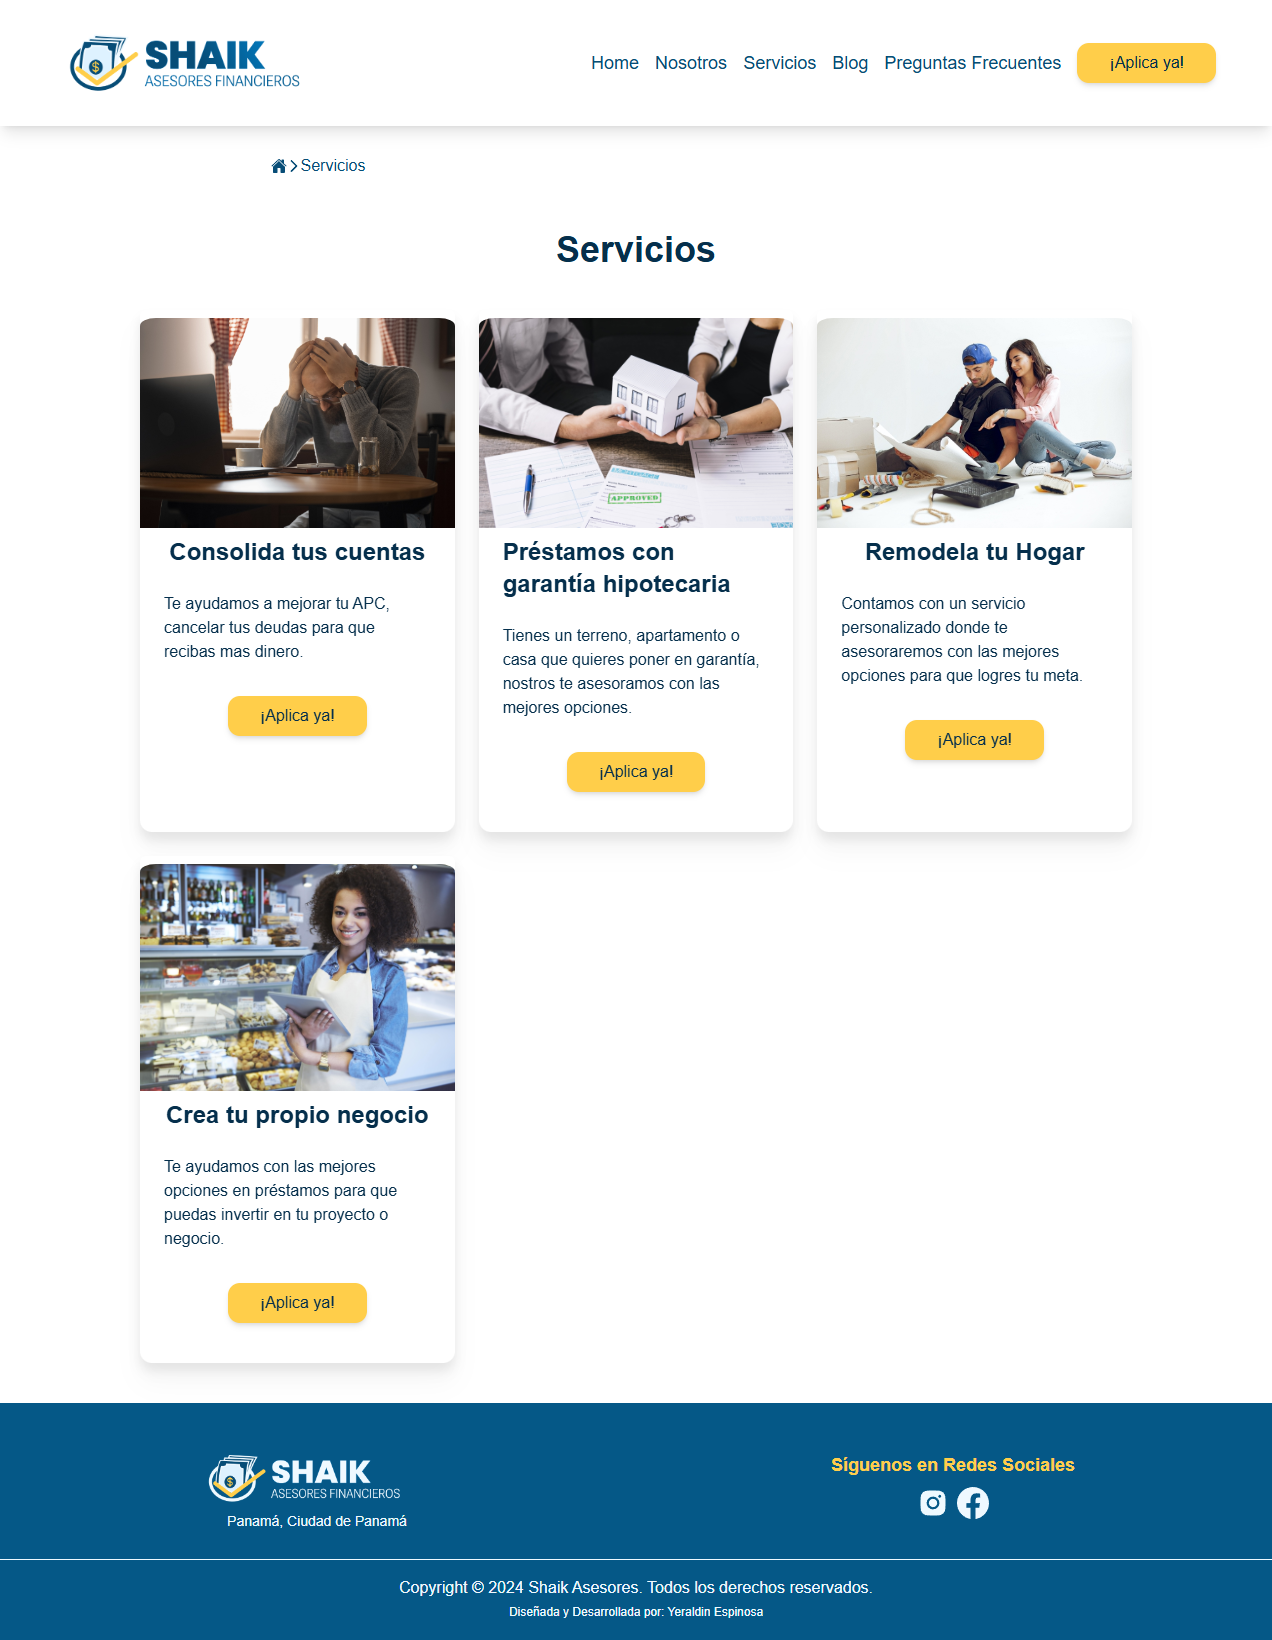 SHAIK
ASESORES FINANCIEROS
Home Nosotros Servicios Blog Preguntas Frecuentes ¡Aplica ya!
Servicios
Servicios
Consolida tus cuentas
Te ayudamos a mejorar tu APC,
cancelar tus deudas para que
recibas mas dinero.
¡Aplica ya!
APPROVED
Préstamos con
garantía hipotecaria
Tienes un terreno, apartamento o
casa que quieres poner en garantía,
nostros te asesoramos con las
mejores opciones.
¡Aplica ya!
Remodela tu Hogar
Contamos con un servicio
personalizado donde te
asesoraremos con las mejores
opciones para que logres tu meta.
¡Aplica ya!
Crea tu propio negocio
Te ayudamos con las mejores
opciones en préstamos para que
puedas invertir en tu proyecto o
negocio.
¡Aplica ya!
SHAIK
ASESORES FINANCIEROS
Panamá, Ciudad de Panamá
Síguenos en Redes Sociales
Copyright © 2024 Shaik Asesores. Todos los derechos reservados.
Diseñada y Desarrollada por: Yeraldin Espinosa